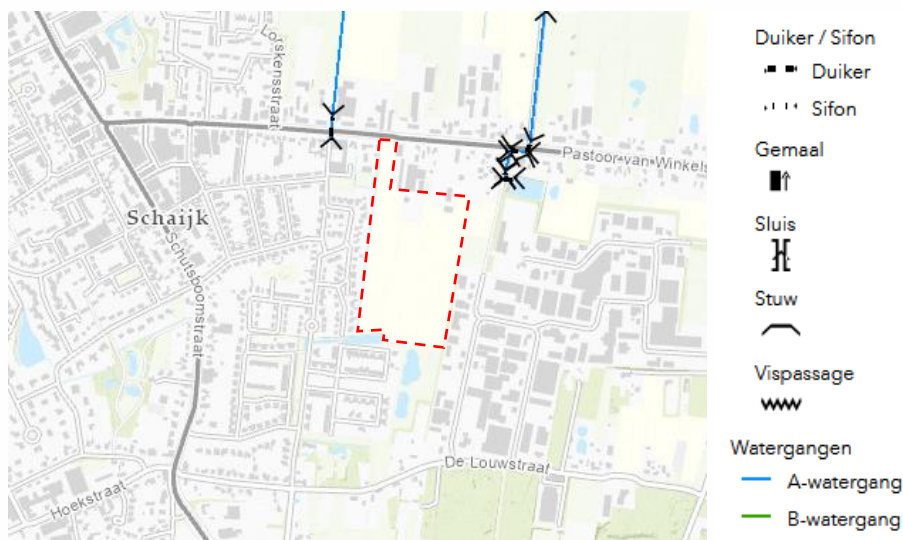 Lorskensstraat
Pastoor-van-Winkels
Schaijk
Schutsboomstraat
De Louwstraat
Hoekstraat
Duiker / Sifon
Duiker
Sifon
Gemaal
Sluis
Stuw
Vispassage
Watergangen
A-watergang
B-watergang